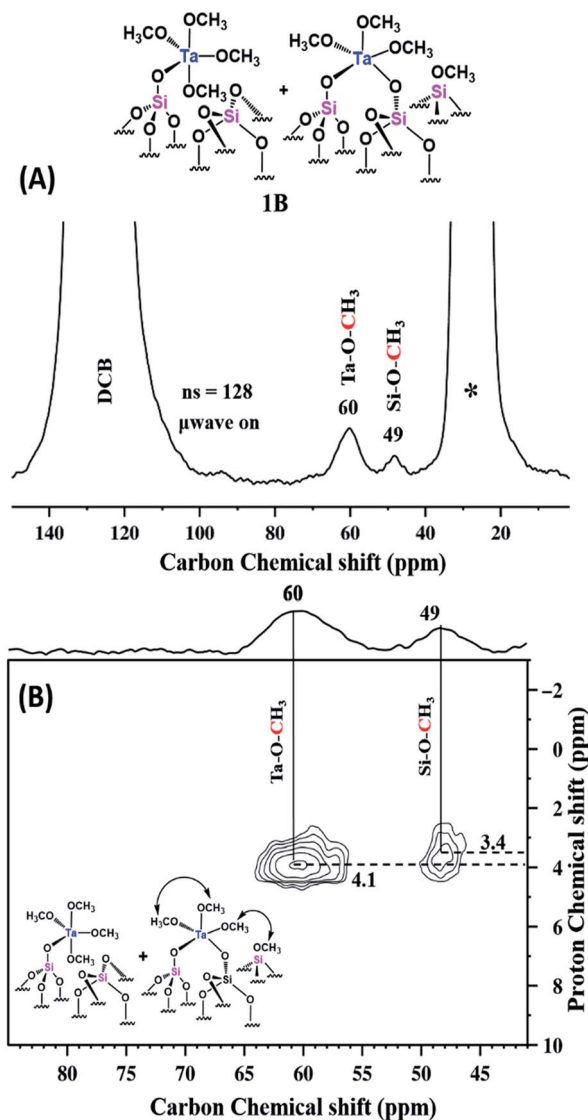 OCH₃ OCH₃
CH₃O CH₃O
Ta OCH₃ Ta OCH₃
O OCH₃ O O OCH₃
Si O + Si Si
O O Si O O Si
O O O O O O
O O
(A)
1B
DCB
ns = 128
μwave on
Ta-O-CH₃
60
Si-O-CH₃
49
*
140 120 100 80 60 40 20
Carbon Chemical shift (ppm)
60
49
(B)
Ta-O-CH₃
Si-O-CH₃
3.4
4.1
OCH₃ OCH₃
H₃CO H₃CO
Ta OCH₃ Ta OCH₃
O OCH₃ + O O OCH₃
Si O Si Si
O O Si O O Si
O O O O O O
−2
0
2
4
6
8
10
Proton Chemical shift (ppm)
80 75 70 65 60 55 50 45
Carbon Chemical shift (ppm)